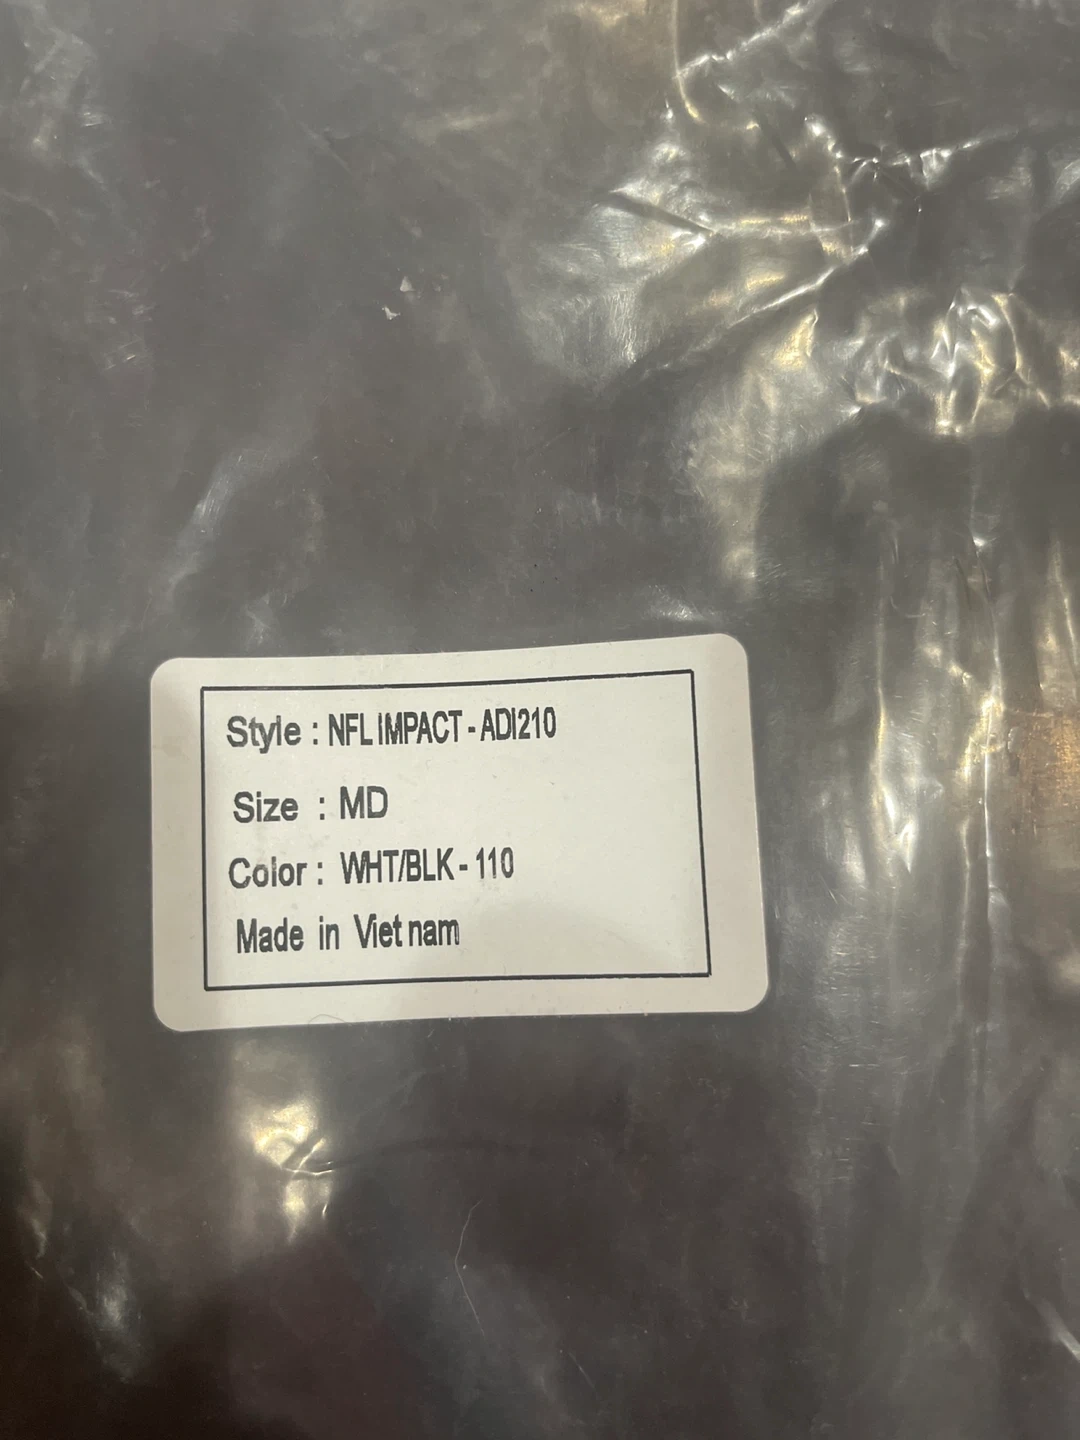 Style : NFL IMPACT - ADI210
Size : MD
Color : WHT/BLK - 110
Made in Viet nam